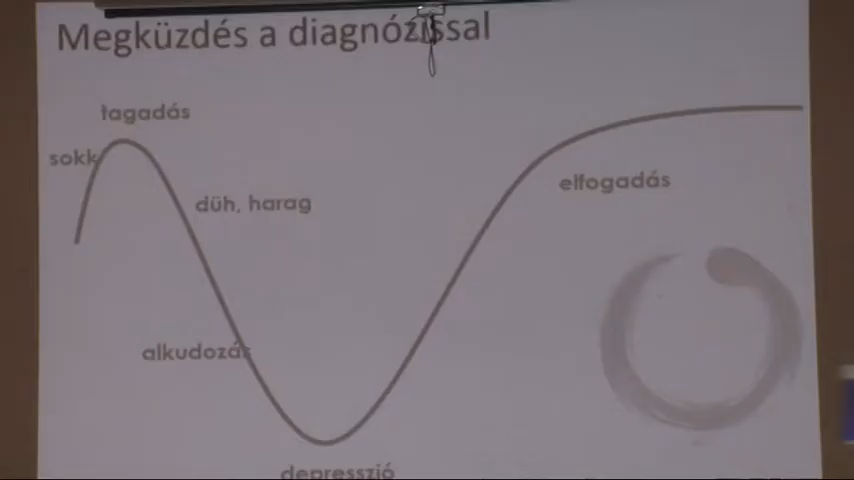 Megküzdés a diagnózissal
tagadás
sokk
düh, harag
elfogadás
alkudozás
depresszió